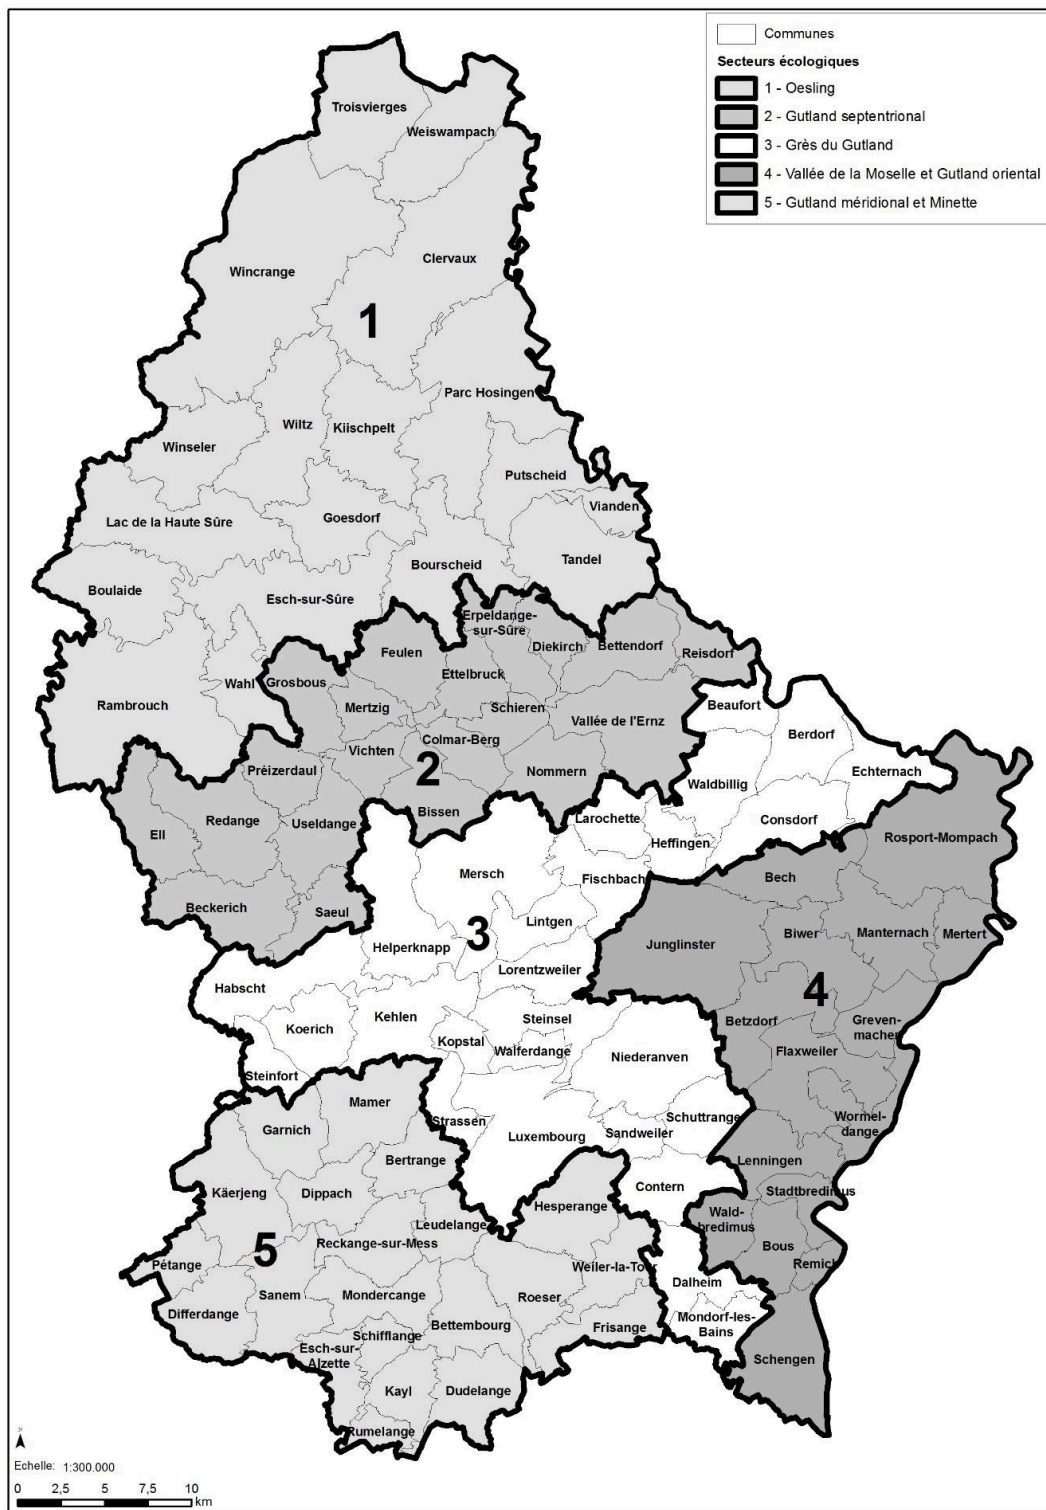 Communes
Secteurs écologiques
1 - Oesling
2 - Gutland septentrional
3 - Grès du Gutland
4 - Vallée de la Moselle et Gutland oriental
5 - Gutland méridional et Minette
Troisvierges
Weiswampach
Wincrange
Clervaux
1
Parc Hosingen
Wiltz
Kiischpelt
Winseler
Putscheid
Vianden
Lac de la Haute Sûre
Goesdorf
Tandel
Bourscheid
Boulaide
Esch-sur-Sûre
Erpeldange-
sur-Sûre
Diekirch
Bettendorf
Reisdorf
Feulen
Ettelbruck
Wahl
Grosbous
Rambrouch
Mertzig
Schieren
Vallée de l'Ernz
Beaufort
Berdorf
Vichten
Colmar-Berg
2
Nommern
Préizerdaul
Waldbillig
Echternach
Bissen
Ell
Redange
Useldange
Larochette
Consdorf
Heffingen
Rosport-Mompach
Mersch
Fischbach
Bech
Beckerich
Saeul
Lintgen
3
Helperknapp
Junglinster
Biwer
Manternach
Mertert
Lorentzweiler
Habscht
4
Koerich
Kehlen
Steinsel
Betzdorf
Greven-
macher
Kopstal
Walferdange
Niederanven
Flaxweiler
Steinfort
Mamer
Garnich
Strassen
Luxembourg
Sandweiler
Schuttrange
Wormel-
dange
Bertrange
Lenningen
Contern
Käerjeng
Dippach
Stadtbredimus
Hesperange
Wald-
bredimus
Leudelange
5
Reckange-sur-Mess
Bous
Pétange
Weiler-la-Tour
Remich
Sanem
Mondercange
Roeser
Dalheim
Differdange
Mondorf-les-
Bains
Schifflange
Bettembourg
Frisange
Esch-sur-
Alzette
Schengen
Kayl
Dudelange
Rumelange
Echelle: 1:300.000
0 2,5 5 7,5 10
km